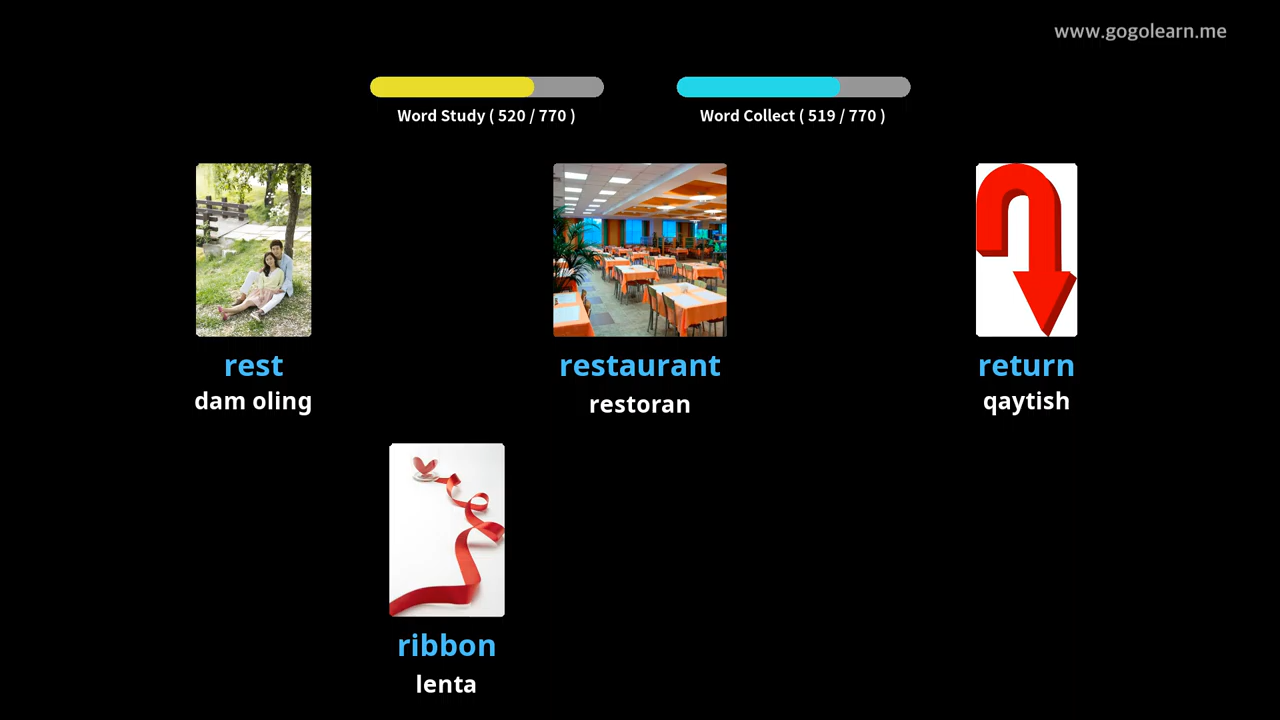 www.gogolearn.me
Word Study ( 520 / 770 )
Word Collect ( 519 / 770 )
rest
dam oling
restaurant
restoran
return
qaytish
ribbon
lenta